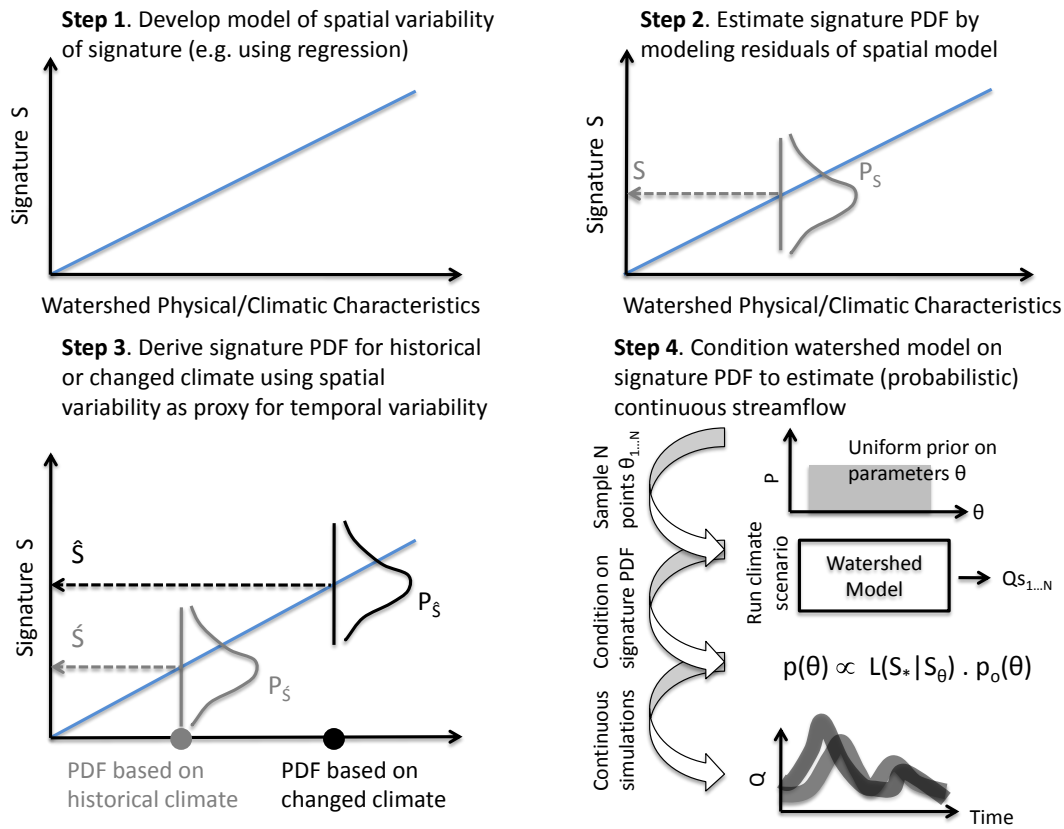 Step 1. Develop model of spatial variability
of signature (e.g. using regression)
Signature S
Watershed Physical/Climatic Characteristics
Step 2. Estimate signature PDF by
modeling residuals of spatial model
Signature S
S
P_S
Watershed Physical/Climatic Characteristics
Step 3. Derive signature PDF for historical
or changed climate using spatial
variability as proxy for temporal variability
Signature S
Ŝ
P_Ŝ
Ś
P_Ś
PDF based on
historical climate
PDF based on
changed climate
Step 4. Condition watershed model on
signature PDF to estimate (probabilistic)
continuous streamflow
Sample N
points θ1...N
P
Uniform prior on
parameters θ
θ
Condition on
signature PDF
Run climate
scenario
Watershed
Model
Qs1...N
p(θ) ∝ L(S*|Sθ) . po(θ)
Continuous
simulations
Q
Time